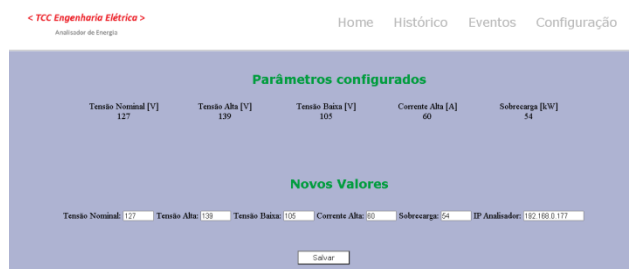 < TCC Engenharia Elétrica >
Analisador de Energia
Home Histórico Eventos Configuração
Parâmetros configurados
Tensão Nominal [V] Tensão Alta [V] Tensão Baixa [V] Corrente Alta [A] Sobrecarga [kW]
127 139 105 60 54
Novos Valores
Tensão Nominal: 127 Tensão Alta: 139 Tensão Baixa: 105 Corrente Alta: 60 Sobrecarga: 54 IP Analisador: 192.168.0.177
Salvar